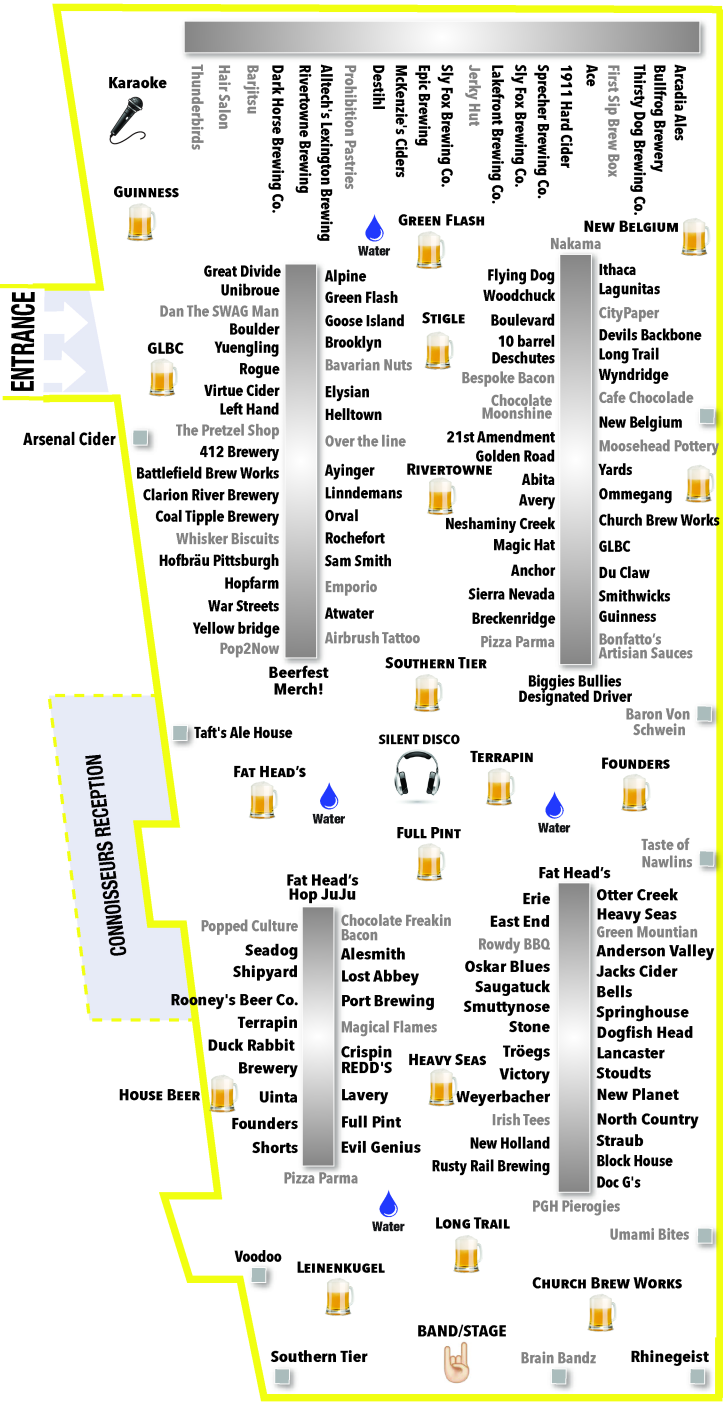 Karaoke
Thunderbirds
Hair Salon
Barjitsu
Dark Horse Brewing Co.
Rivertowne Brewing
Alltech's Lexington Brewing
Prohibition Pastries
Destihl
McKenzie's Ciders
Epic Brewing
Sly Fox Brewing Co.
Jerky Hut
Lakefront Brewing Co.
Sly Fox Brewing Co.
Sprecher Brewing Co.
1911 Hard Cider
Ace
First Sip Brew Box
Thirsty Dog Brewing Co.
Bullfrog Brewery
Arcadia Ales
GUINNESS
Water
GREEN FLASH
NEW BELGIUM
Nakama
ENTRANCE
GLBC
Arsenal Cider
Great Divide
Unibroue
Dan The SWAG Man
Boulder
Yuengling
Rogue
Virtue Cider
Left Hand
The Pretzel Shop
412 Brewery
Battlefield Brew Works
Clarion River Brewery
Coal Tipple Brewery
Whisker Biscuits
Hofbräu Pittsburgh
Hopfarm
War Streets
Yellow bridge
Pop2Now
Alpine
Green Flash
Goose Island
Brooklyn
Bavarian Nuts
Elysian
Helltown
Over the line
Ayinger
Linndemans
Orval
Rochefort
Sam Smith
Emporio
Atwater
Airbrush Tattoo
Beerfest
Merch!
STIGLE
RIVERTOWNE
Flying Dog
Woodchuck
Boulevard
10 barrel
Deschutes
Bespoke Bacon
Chocolate
Moonshine
21st Amendment
Golden Road
Abita
Avery
Neshaminy Creek
Magic Hat
Anchor
Sierra Nevada
Breckenridge
Pizza Parma
Ithaca
Lagunitas
CityPaper
Devils Backbone
Long Trail
Wyndridge
Cafe Chocolade
New Belgium
Moosehead Pottery
Yards
Ommegang
Church Brew Works
GLBC
Du Claw
Smithwicks
Guinness
Bonfatto's
Artisian Sauces
Biggies Bullies
Designated Driver
SOUTHERN TIER
Baron Von
Schwein
Taft's Ale House
SILENT DISCO
TERRAPIN
FOUNDERS
FAT HEAD'S
Water
Water
FULL PINT
Taste of
Nawlins
CONNOISSEURS RECEPTION
Fat Head's
Hop JuJu
Popped Culture
Seadog
Shipyard
Rooney's Beer Co.
Terrapin
Duck Rabbit
Brewery
Uinta
Founders
Shorts
Chocolate Freakin
Bacon
Alesmith
Lost Abbey
Port Brewing
Magical Flames
Crispin
REDD'S
Lavery
Full Pint
Evil Genius
Pizza Parma
HOUSE BEER
HEAVY SEAS
Fat Head's
Erie
East End
Rowdy BBQ
Oskar Blues
Saugatuck
Smuttynose
Stone
Tröegs
Victory
Weyerbacher
Irish Tees
New Holland
Rusty Rail Brewing
Otter Creek
Heavy Seas
Green Mountian
Anderson Valley
Jacks Cider
Bells
Springhouse
Dogfish Head
Lancaster
Stoudts
New Planet
North Country
Straub
Block House
Doc G's
PGH Pierogies
Water
LONG TRAIL
Umami Bites
Voodoo
LEINENKUGEL
CHURCH BREW WORKS
BAND/STAGE
Southern Tier
Brain Bandz
Rhinegeist